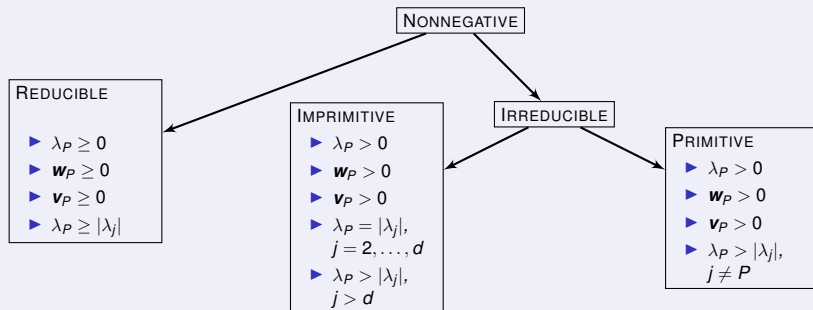 NONNEGATIVE
REDUCIBLE
▶ λP ≥ 0
▶ wP ≥ 0
▶ vP ≥ 0
▶ λP ≥ |λj|
IMPRIMITIVE
▶ λP > 0
▶ wP > 0
▶ vP > 0
▶ λP = |λj|,
j = 2, . . . , d
▶ λP > |λj|,
j > d
IRREDUCIBLE
PRIMITIVE
▶ λP > 0
▶ wP > 0
▶ vP > 0
▶ λP > |λj|,
j ≠ P